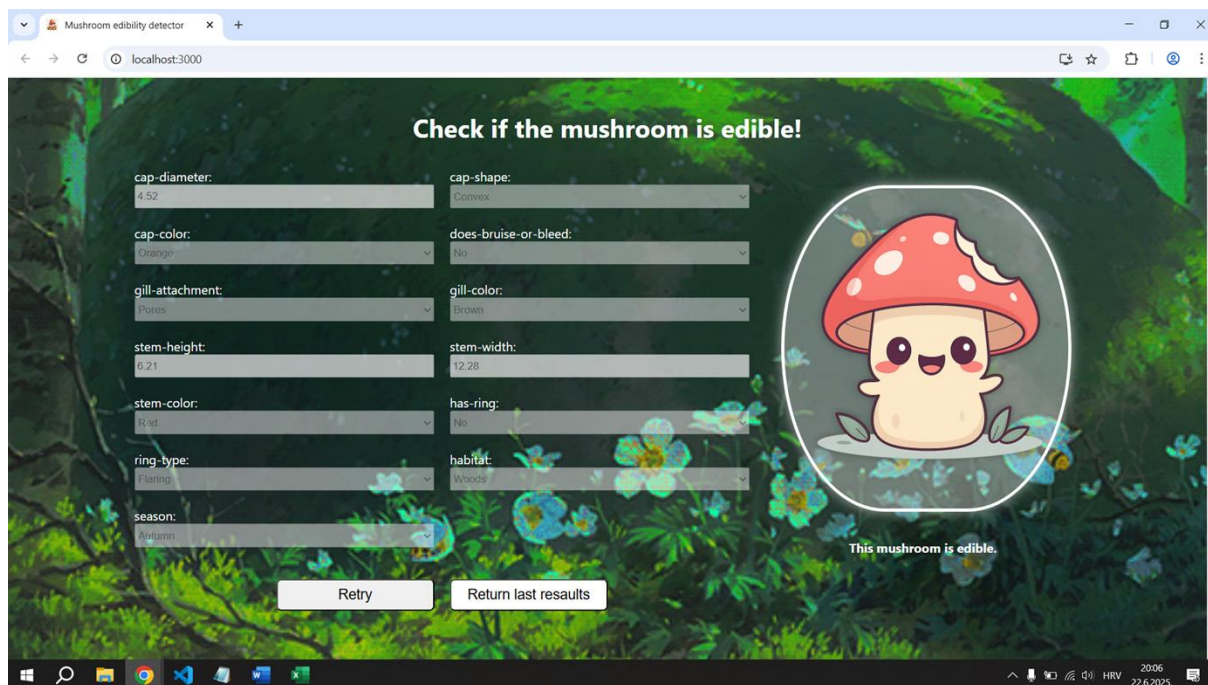 Mushroom edibility detector
localhost:3000
Check if the mushroom is edible!
cap-diameter: cap-shape:
4.52 Convex
cap-color: does-bruise-or-bleed:
Orange No
gill-attachment: gill-color:
Pores Brown
stem-height: stem-width:
6.21 12.28
stem-color: has-ring:
Red No
ring-type: habitat:
Flaring Woods
season:
Autumn
This mushroom is edible.
Retry Return last resaults
HRV
20:06
22.6.2025.